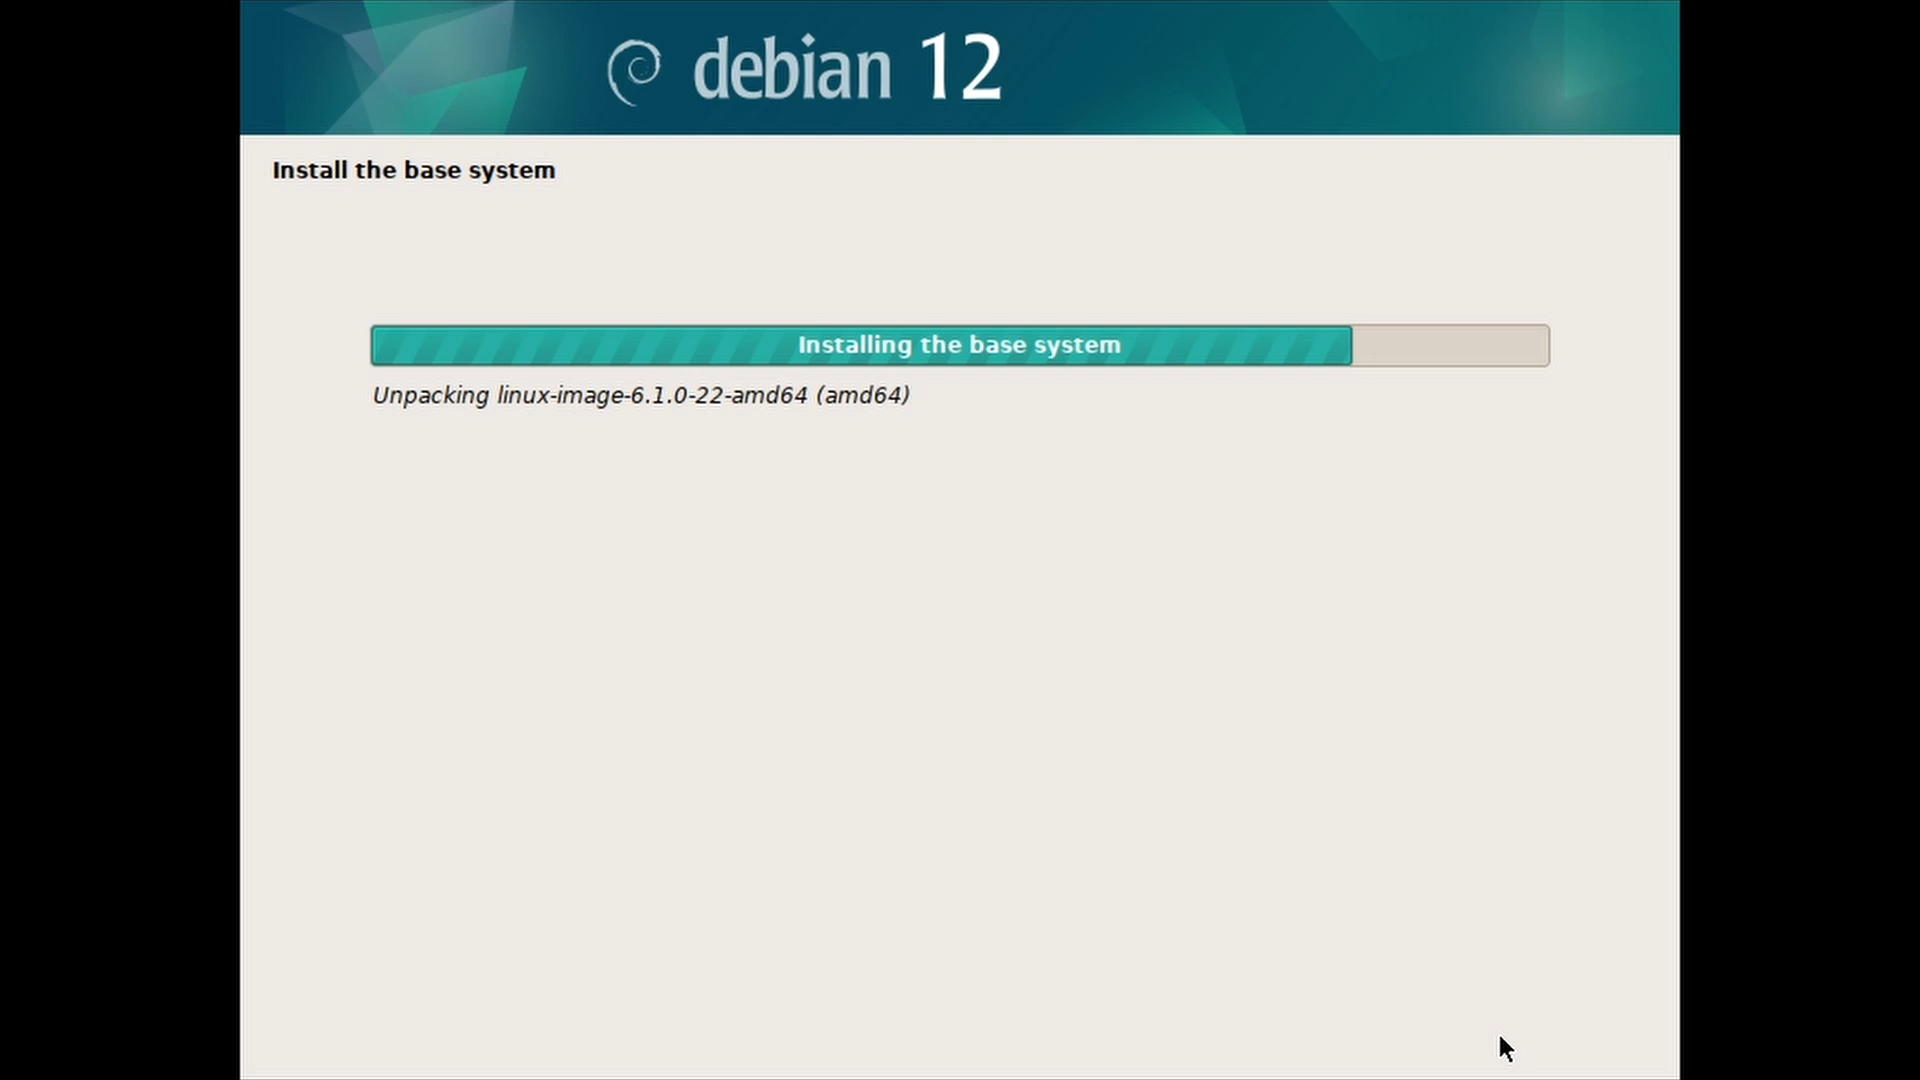 debian 12
Install the base system
Installing the base system
Unpacking linux-image-6.1.0-22-amd64 (amd64)